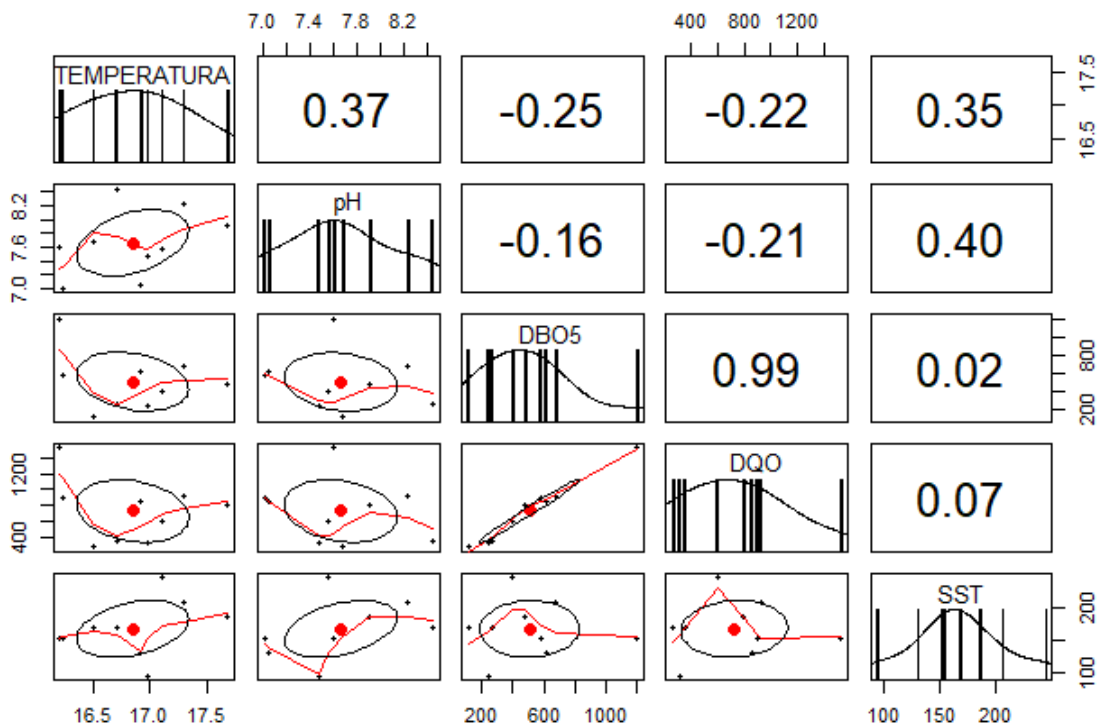 7.0 7.4 7.8 8.2 400 800 1200
TEMPERATURA 0.37 -0.25 -0.22 0.35 16.5 17.5
7.0 7.6 8.2 pH -0.16 -0.21 0.40
DBO5 0.99 0.02 200 800
400 1200 DQO 0.07
SST 100 200
16.5 17.0 17.5 200 600 1000 100 150 200